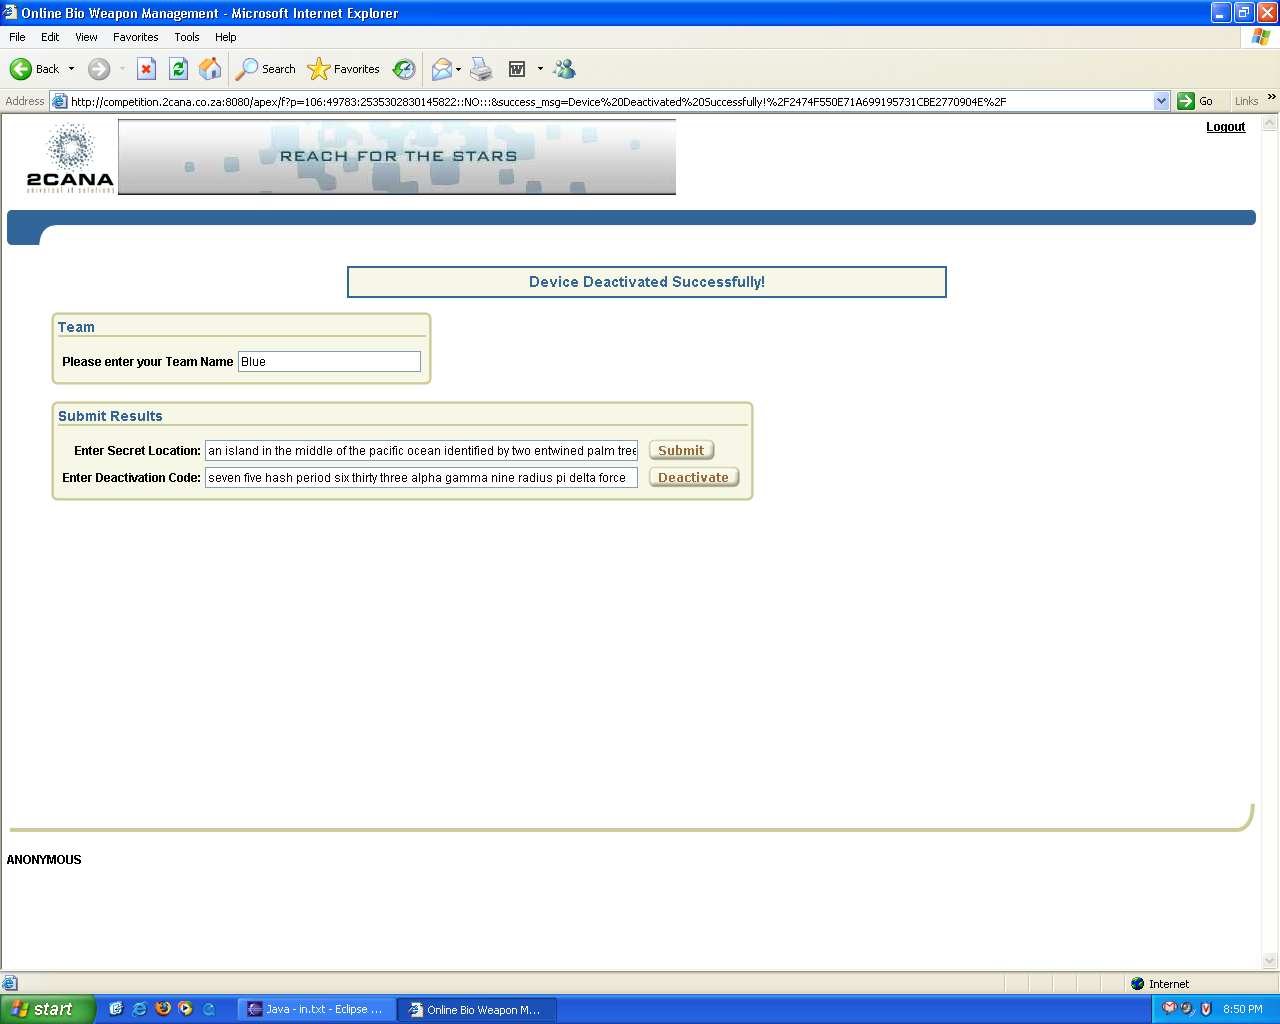 Online Bio Weapon Management - Microsoft Internet Explorer
File Edit View Favorites Tools Help
Back Search Favorites
Address http://competition.2cana.co.za:8080/apex/f?p=106:49783:2535302830145822::NO:::&success_msg=Device%20Deactivated%20Successfully!%2F2474F550E71A699195731CBE2770904E%2F Go Links »
Logout
REACH FOR THE STARS
2CANA
universal it solutions
Device Deactivated Successfully!
Team
Please enter your Team Name Blue
Submit Results
Enter Secret Location: an island in the middle of the pacific ocean identified by two entwined palm tree Submit
Enter Deactivation Code: seven five hash period six thirty three alpha gamma nine radius pi delta force Deactivate
ANONYMOUS
Internet
start Java - in.txt - Eclipse ... Online Bio Weapon M... 8:50 PM